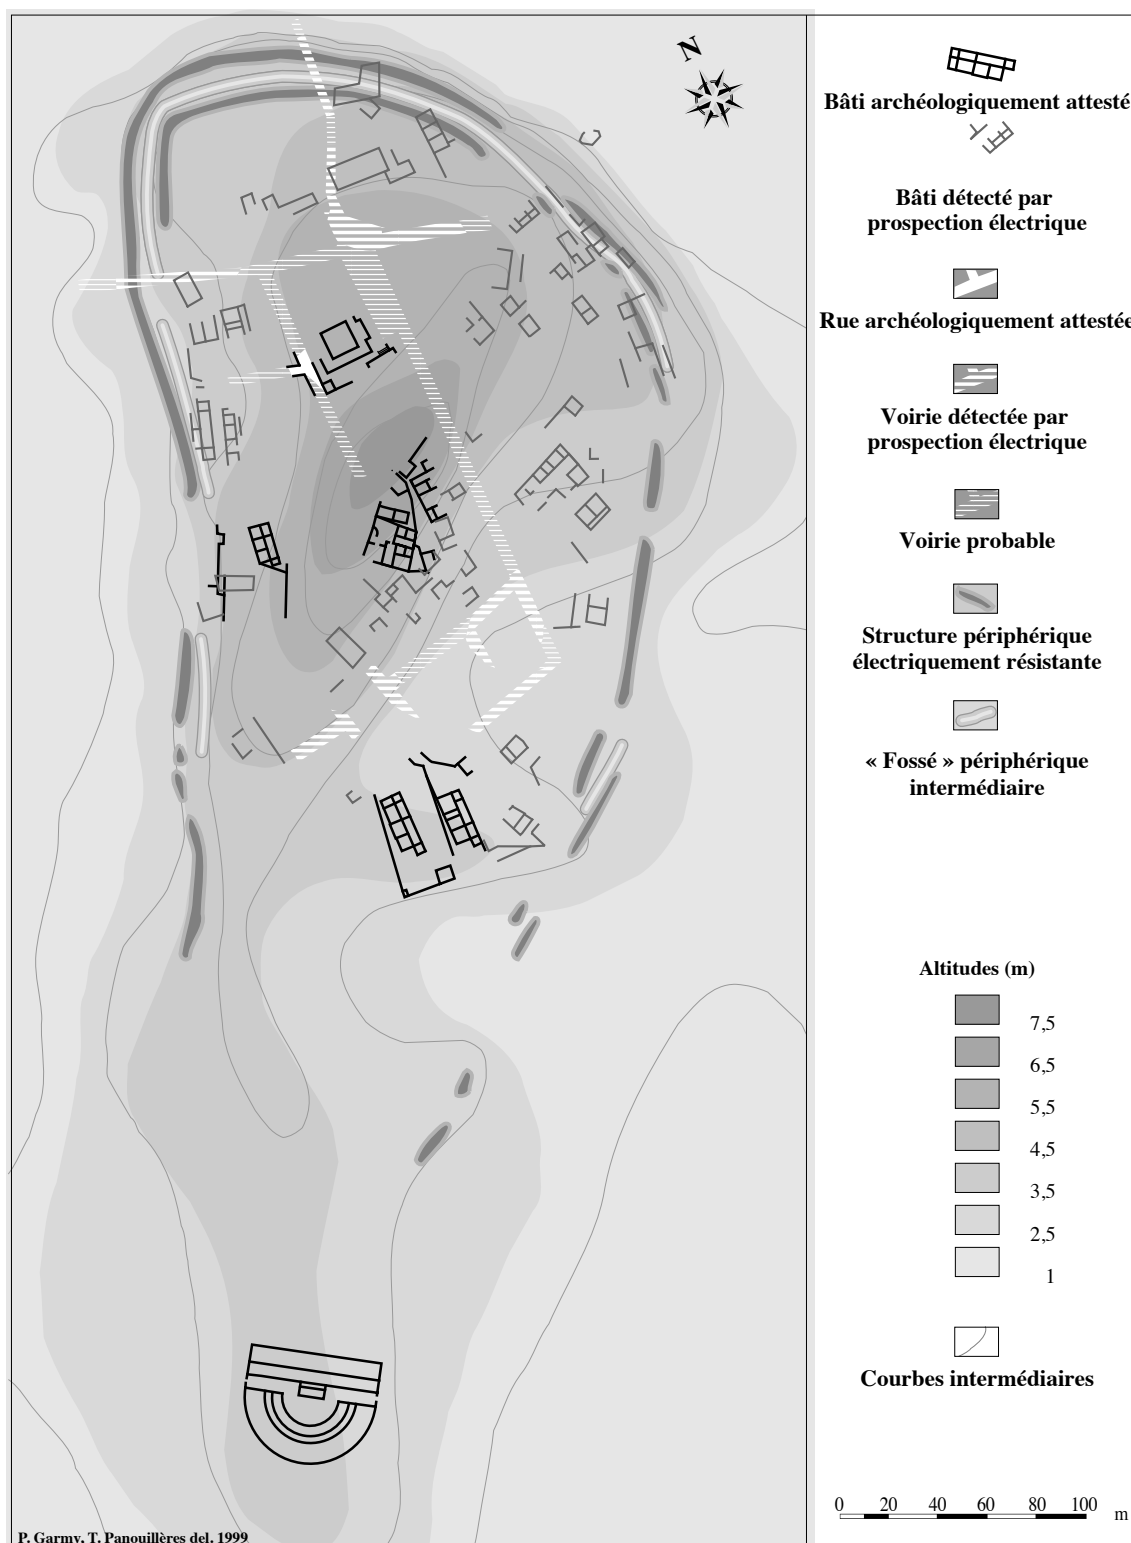 N
Bâti archéologiquement attesté
Bâti détecté par
prospection électrique
Rue archéologiquement attestée
Voirie détectée par
prospection électrique
Voirie probable
Structure périphérique
électriquement résistante
« Fossé » périphérique
intermédiaire
Altitudes (m)
7,5
6,5
5,5
4,5
3,5
2,5
1
Courbes intermédiaires
0 20 40 60 80 100 m
P. Garmy, T. Panouillères del. 1999